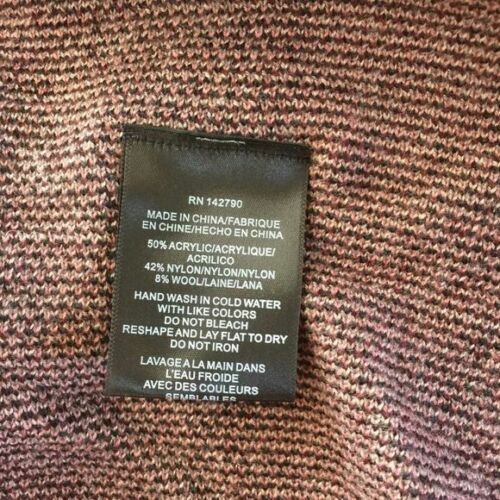 RN 142790
MADE IN CHINA/FABRIQUE
EN CHINE/HECHO EN CHINA
50% ACRYLIC/ACRYLIQUE/
ACRILICO
42% NYLON/NYLON/NYLON
8% WOOL/LAINE/LANA
HAND WASH IN COLD WATER
WITH LIKE COLORS
DO NOT BLEACH
RESHAPE AND LAY FLAT TO DRY
DO NOT IRON
LAVAGE A LA MAIN DANS
L'EAU FROIDE
AVEC DES COULEURS
SEMBLABLES